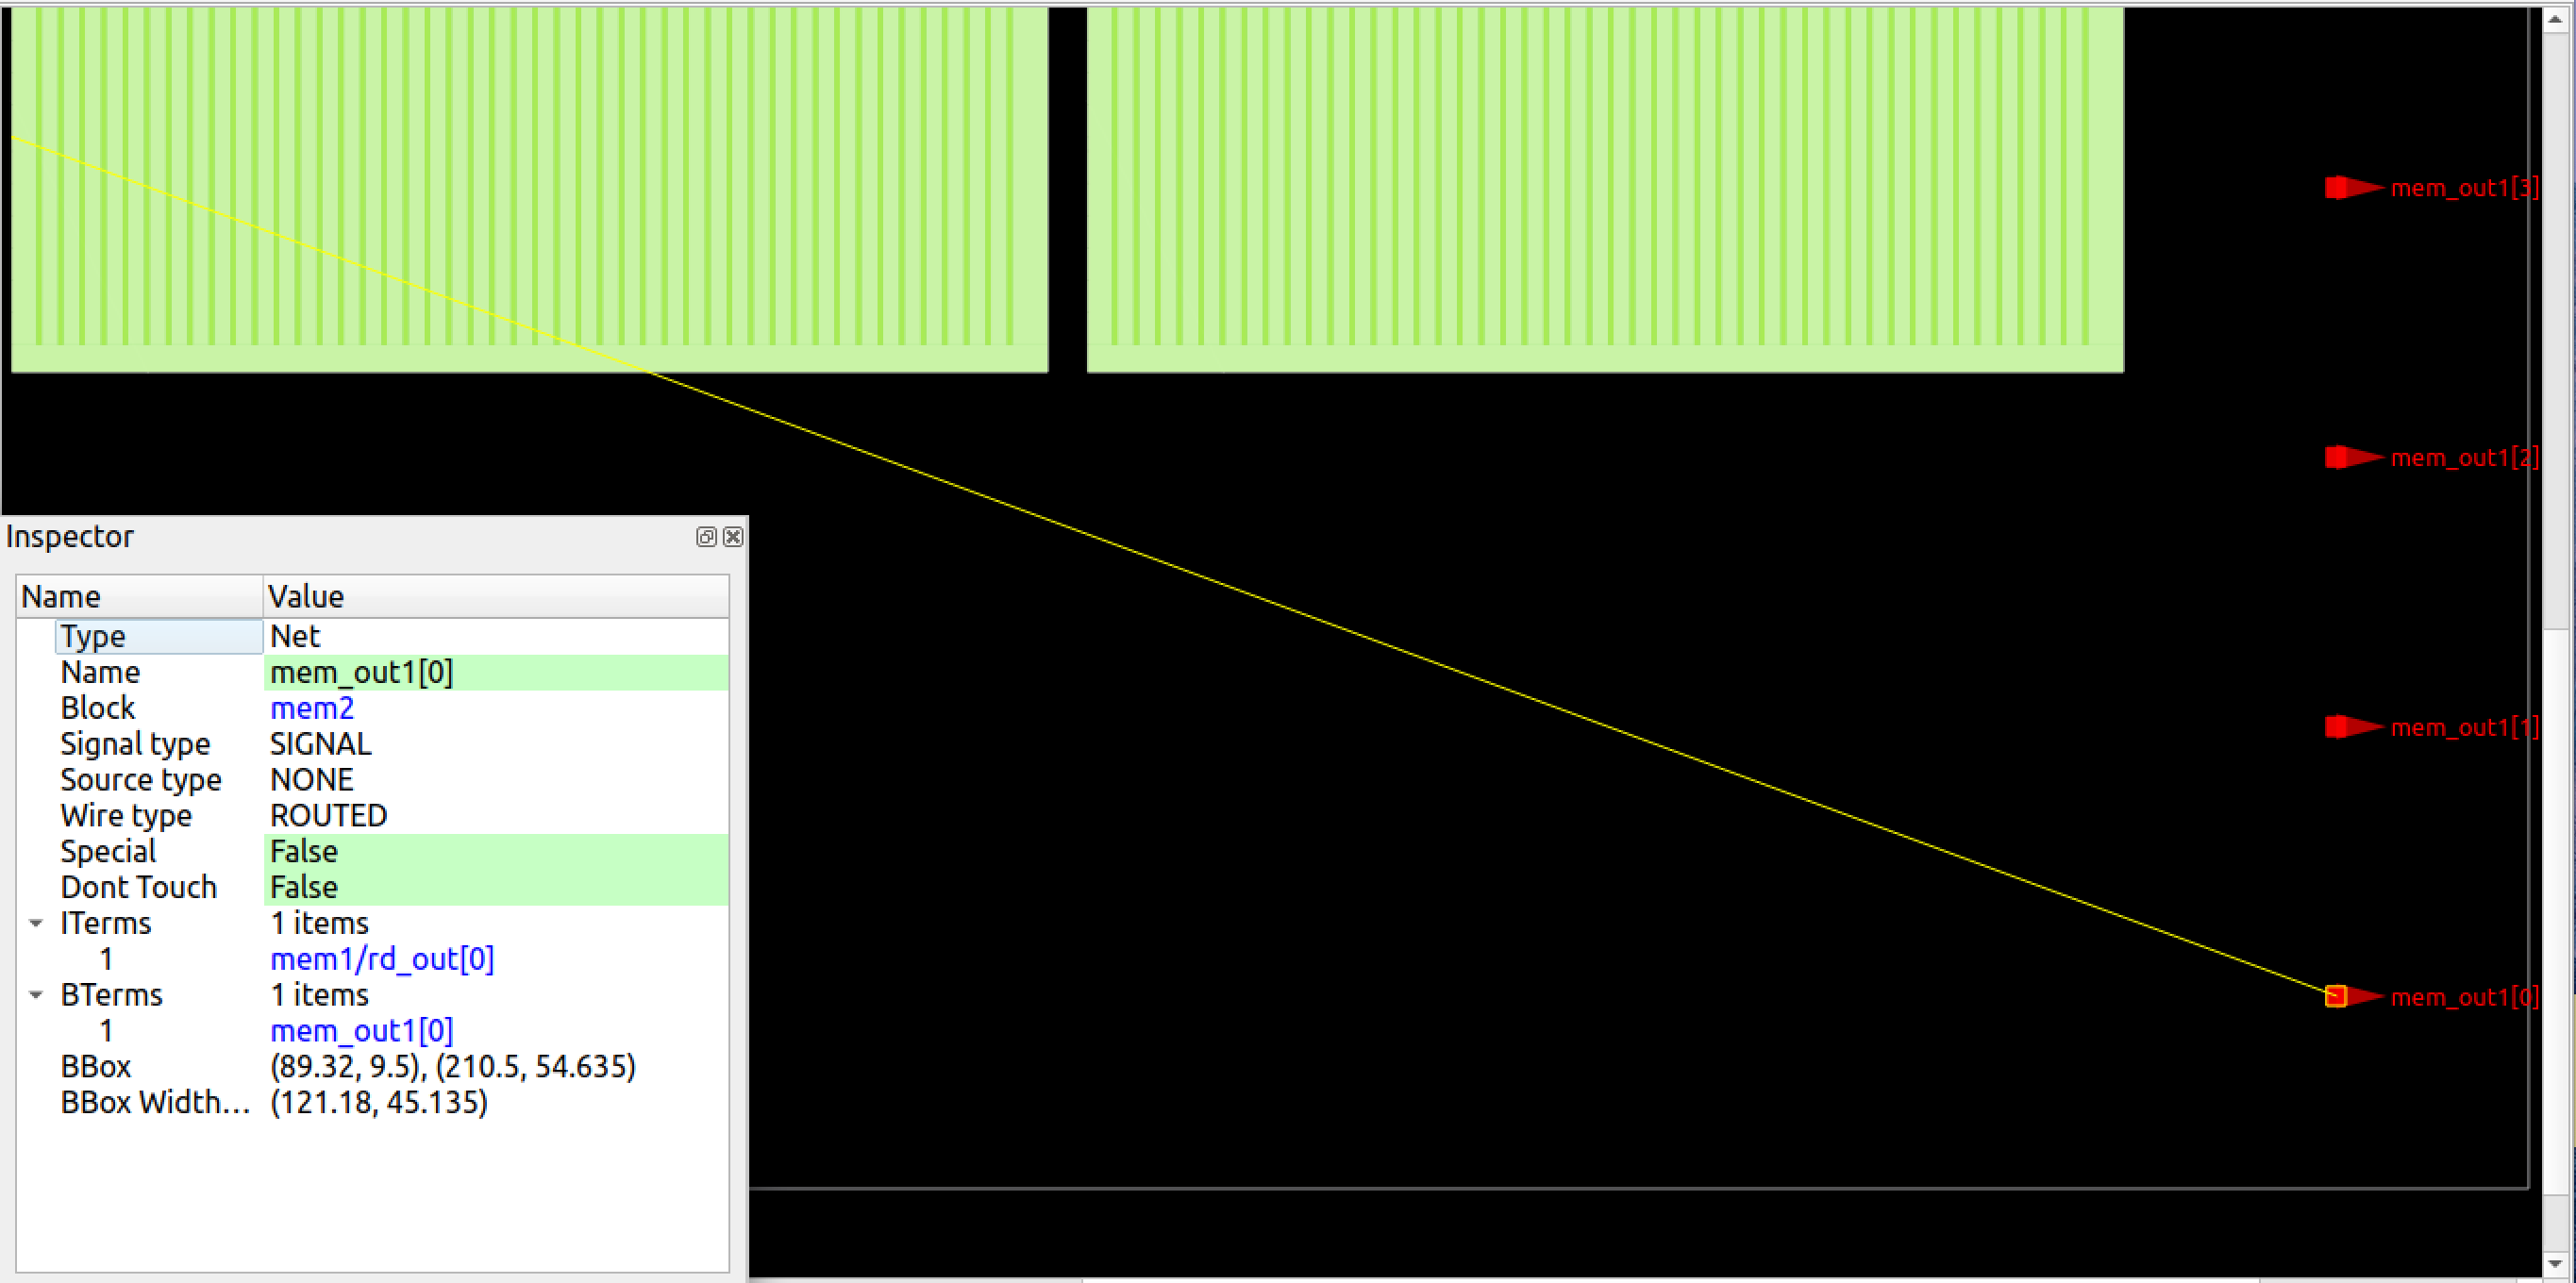 mem_out1[3]
mem_out1[2]
mem_out1[1]
mem_out1[0]
Inspector
Name Value
Type Net
Name mem_out1[0]
Block mem2
Signal type SIGNAL
Source type NONE
Wire type ROUTED
Special False
Dont Touch False
ITerms 1 items
1 mem1/rd_out[0]
BTerms 1 items
1 mem_out1[0]
BBox (89.32, 9.5), (210.5, 54.635)
BBox Width... (121.18, 45.135)